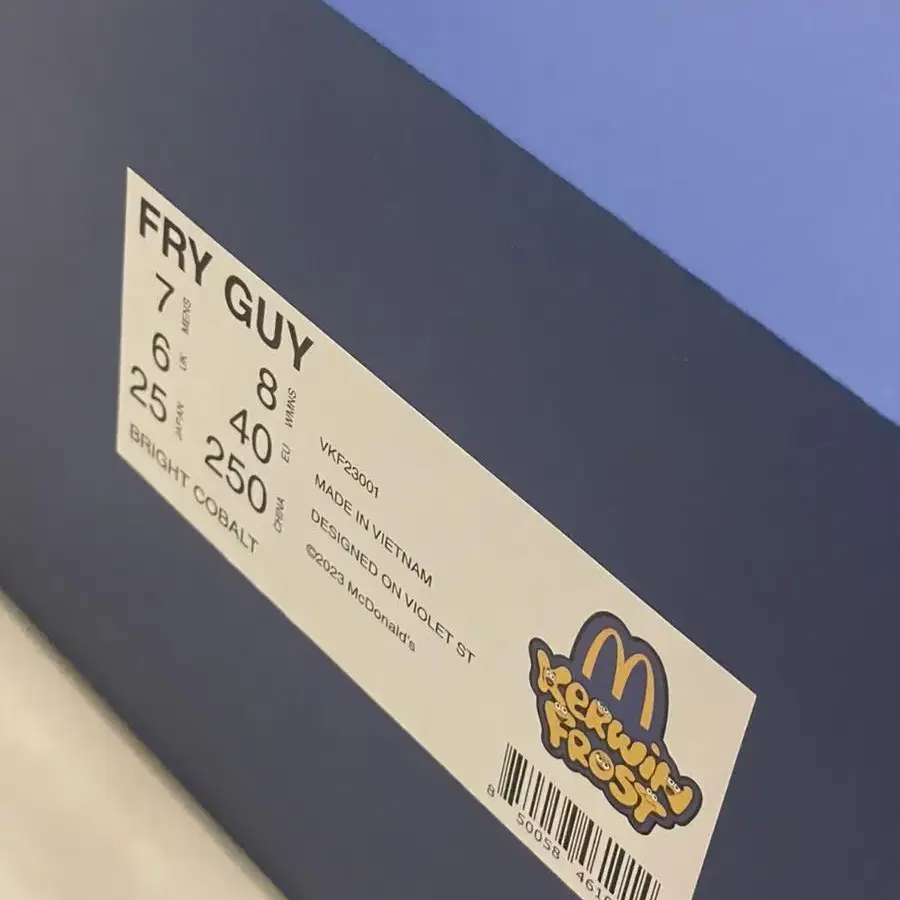 FRY GUY
7 MENS 8 WMNS
6 UK 40 EU
25 JAPAN 250 CHINA
BRIGHT COBALT
VKF23001
MADE IN VIETNAM
DESIGNED ON VIOLET ST
©2023 McDonald's
M
KERWIN
FROST
8 50058